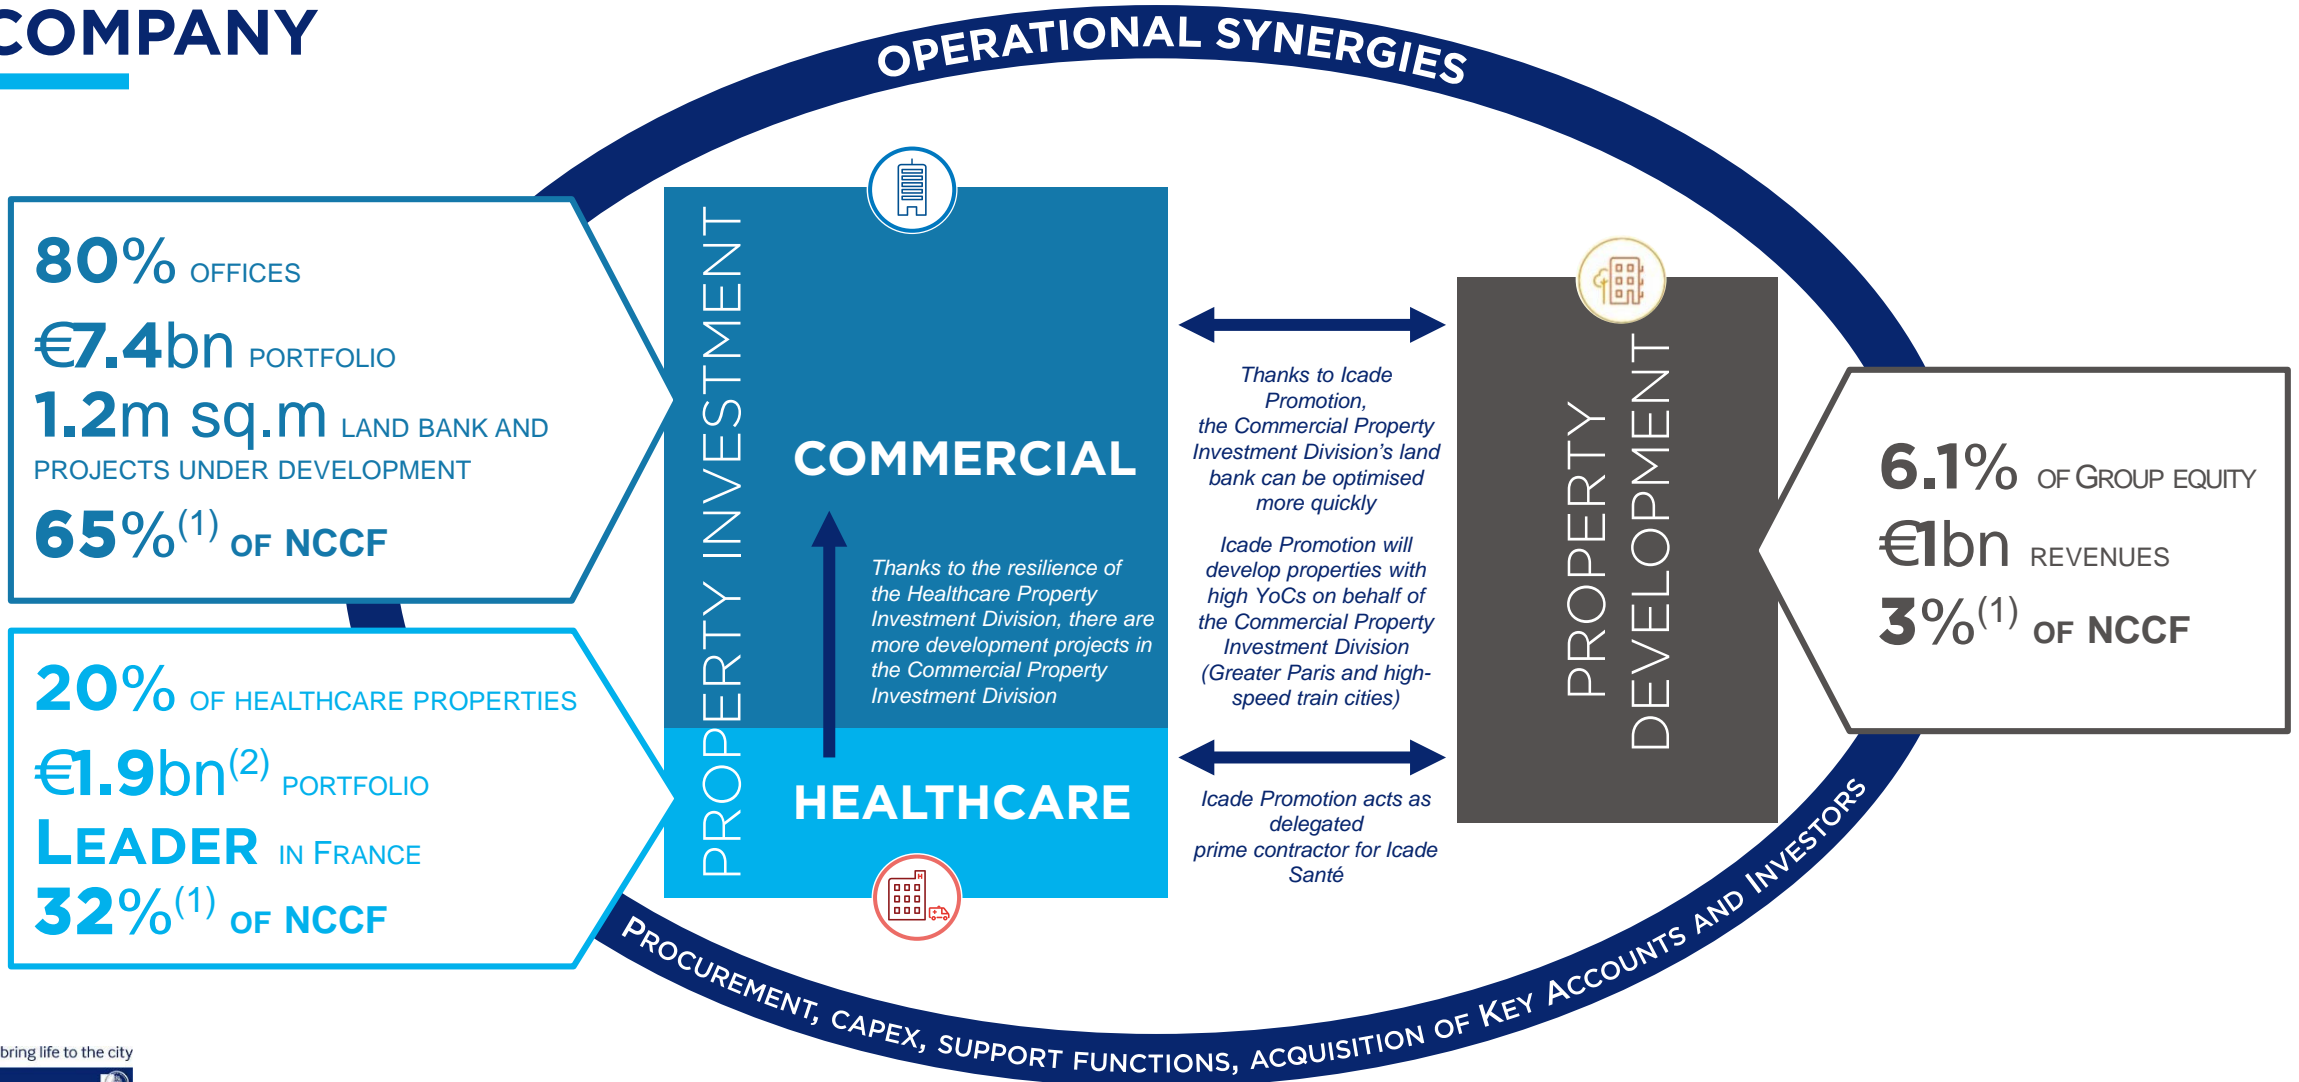 COMPANY
OPERATIONAL SYNERGIES
80% OFFICES
€7.4bn PORTFOLIO
1.2m sq.m LAND BANK AND
PROJECTS UNDER DEVELOPMENT
65%(1) OF NCCF
20% OF HEALTHCARE PROPERTIES
€1.9bn(2) PORTFOLIO
LEADER IN FRANCE
32%(1) OF NCCF
PROPERTY INVESTMENT
COMMERCIAL
Thanks to the resilience of
the Healthcare Property
Investment Division, there are
more development projects in
the Commercial Property
Investment Division
HEALTHCARE
H
Thanks to Icade
Promotion,
the Commercial Property
Investment Division's land
bank can be optimised
more quickly
Icade Promotion will
develop properties with
high YoCs on behalf of
the Commercial Property
Investment Division
(Greater Paris and high-
speed train cities)
Icade Promotion acts as
delegated
prime contractor for Icade
Santé
PROPERTY
DEVELOPMENT
6.1% OF GROUP EQUITY
€1bn REVENUES
3%(1) OF NCCF
PROCUREMENT, CAPEX, SUPPORT FUNCTIONS, ACQUISITION OF KEY ACCOUNTS AND INVESTORS
bring life to the city